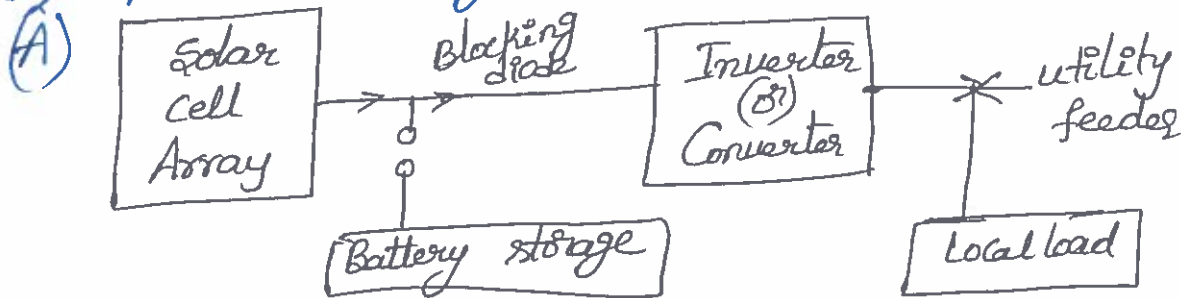 (A)
Solar
Cell
Array
Blocking
diode
Inverter
(or)
Converter
utility
feeder
Battery storage
Local load